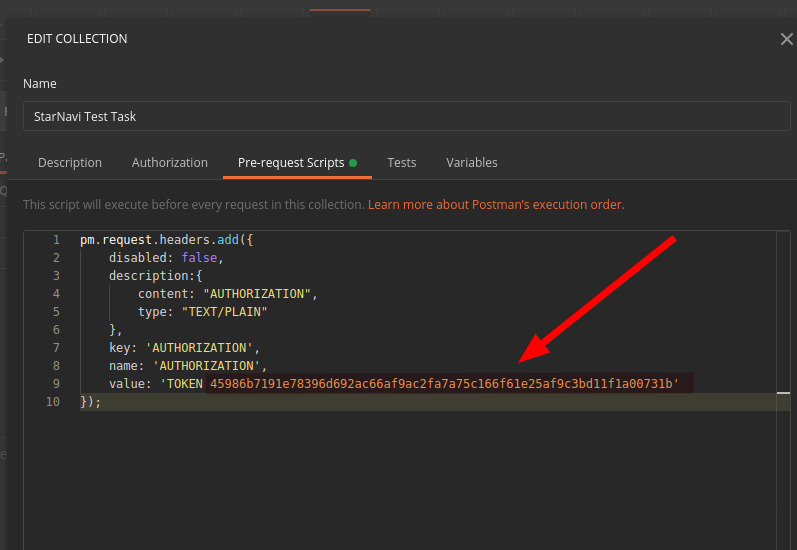 EDIT COLLECTION
Name
StarNavi Test Task
Description Authorization Pre-request Scripts Tests Variables
This script will execute before every request in this collection. Learn more about Postman's execution order.
1 pm.request.headers.add({
2 disabled: false,
3 description:{
4 content: "AUTHORIZATION",
5 type: "TEXT/PLAIN"
6 },
7 key: 'AUTHORIZATION',
8 name: 'AUTHORIZATION',
9 value: 'TOKEN 45986b7191e78396d692ac66af9ac2fa7a75c166f61e25af9c3bd11f1a00731b'
10 });